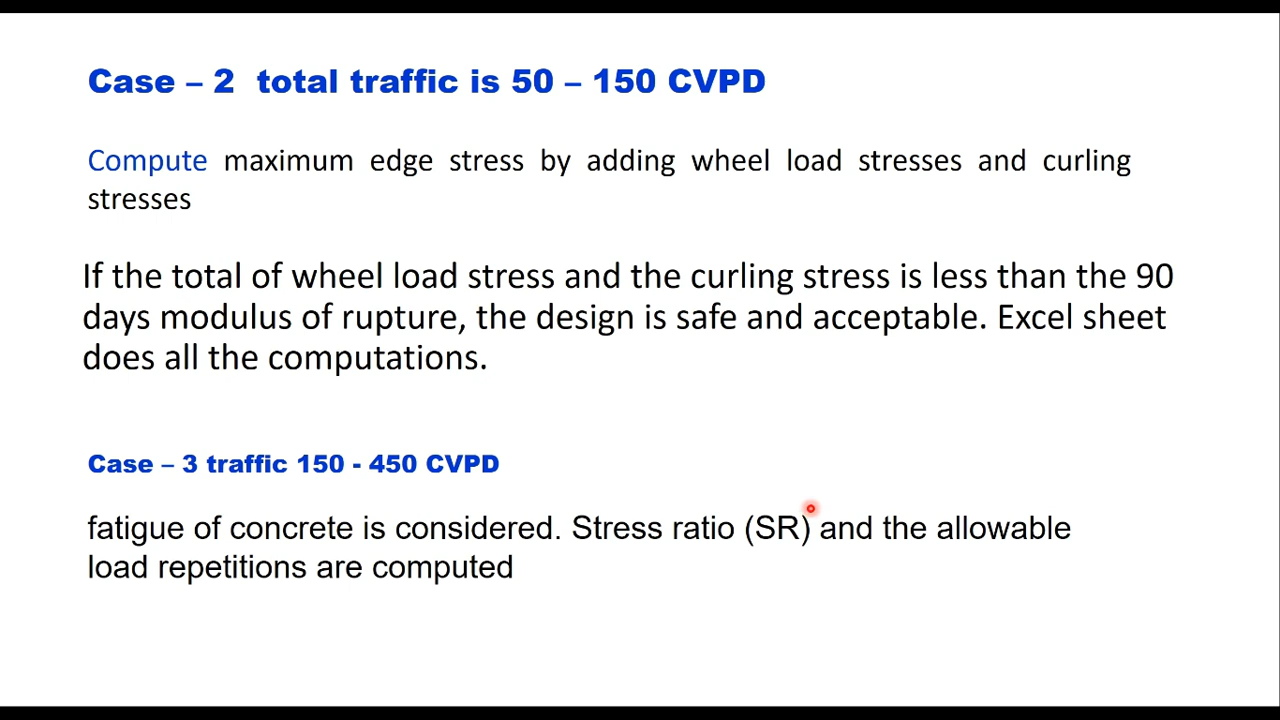 Case – 2 total traffic is 50 – 150 CVPD
Compute maximum edge stress by adding wheel load stresses and curling
stresses
If the total of wheel load stress and the curling stress is less than the 90
days modulus of rupture, the design is safe and acceptable. Excel sheet
does all the computations.
Case – 3 traffic 150 - 450 CVPD
fatigue of concrete is considered. Stress ratio (SR) and the allowable
load repetitions are computed